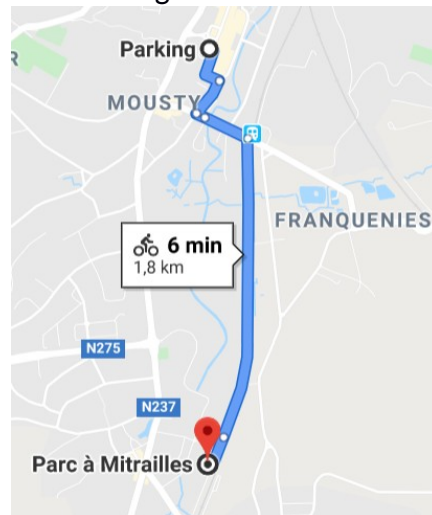 Parking
MOUSTY
FRANQUENIES
6 min
1,8 km
N275
N237
Parc à Mitrailles